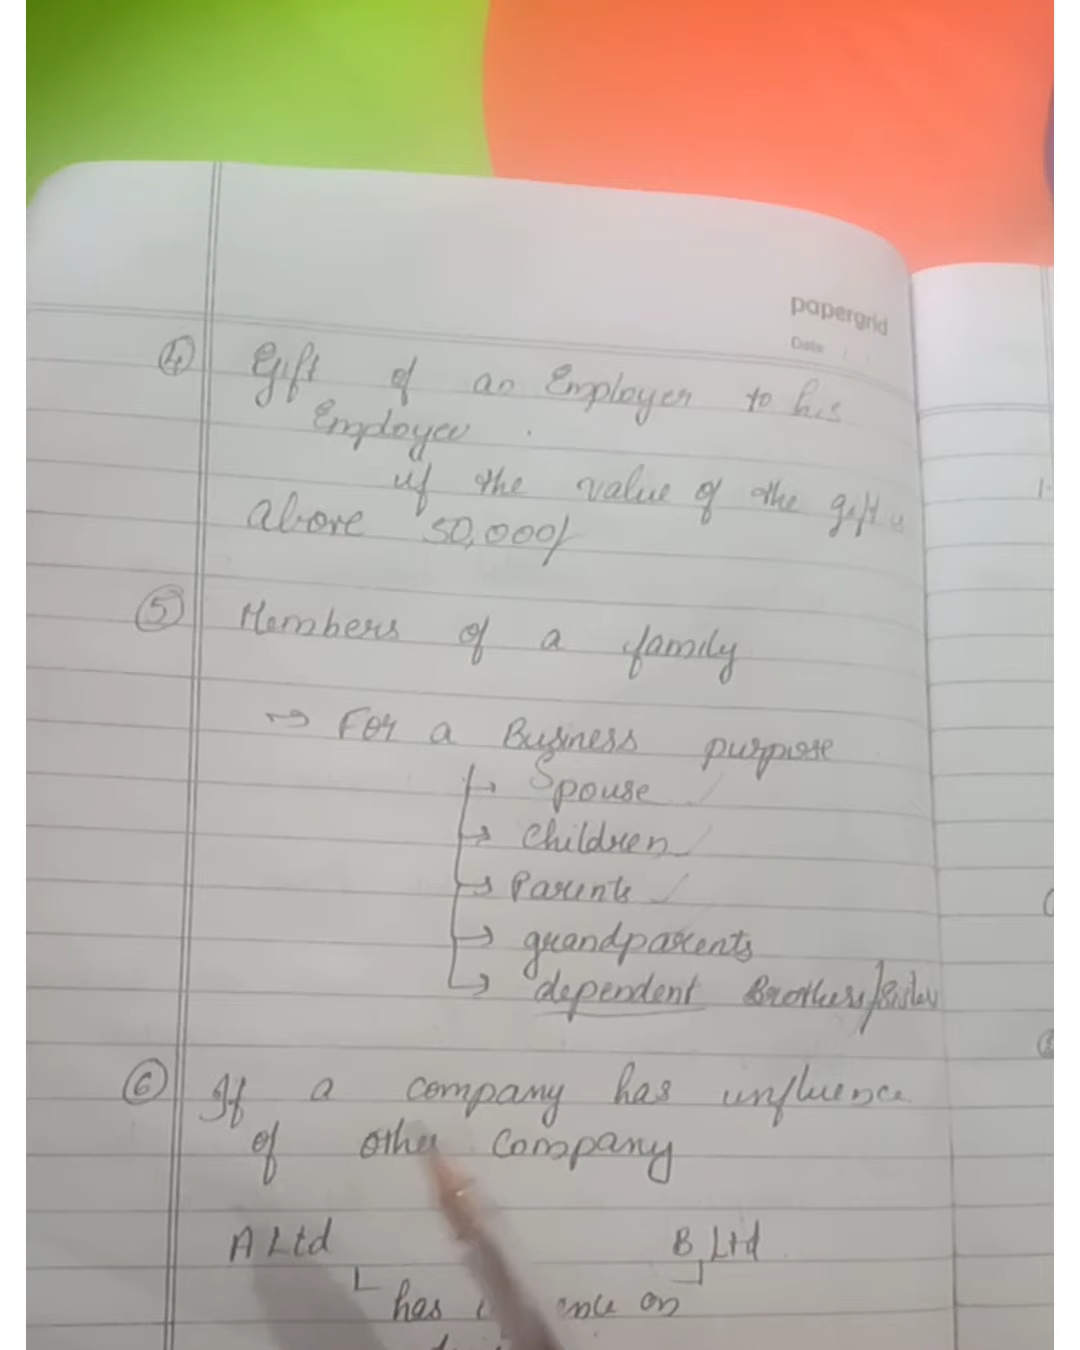 papergrid
Date
④ Gift of an Employer to his
Employee.
if the value of the gift is
above 50,000/
⑤ Members of a family
→ For a Business purpose
→ Spouse
→ Children
→ Parents
→ grandparents
→ dependent Brothers/Sister
⑥ If a company has influence
of other company
A Ltd B Ltd
has on